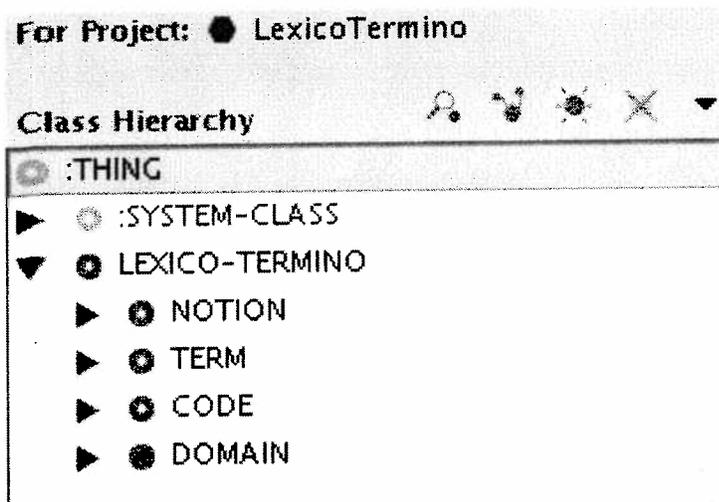 For Project: LexicoTermino
Class Hierarchy
:THING
:SYSTEM-CLASS
LEXICO-TERMINO
NOTION
TERM
CODE
DOMAIN